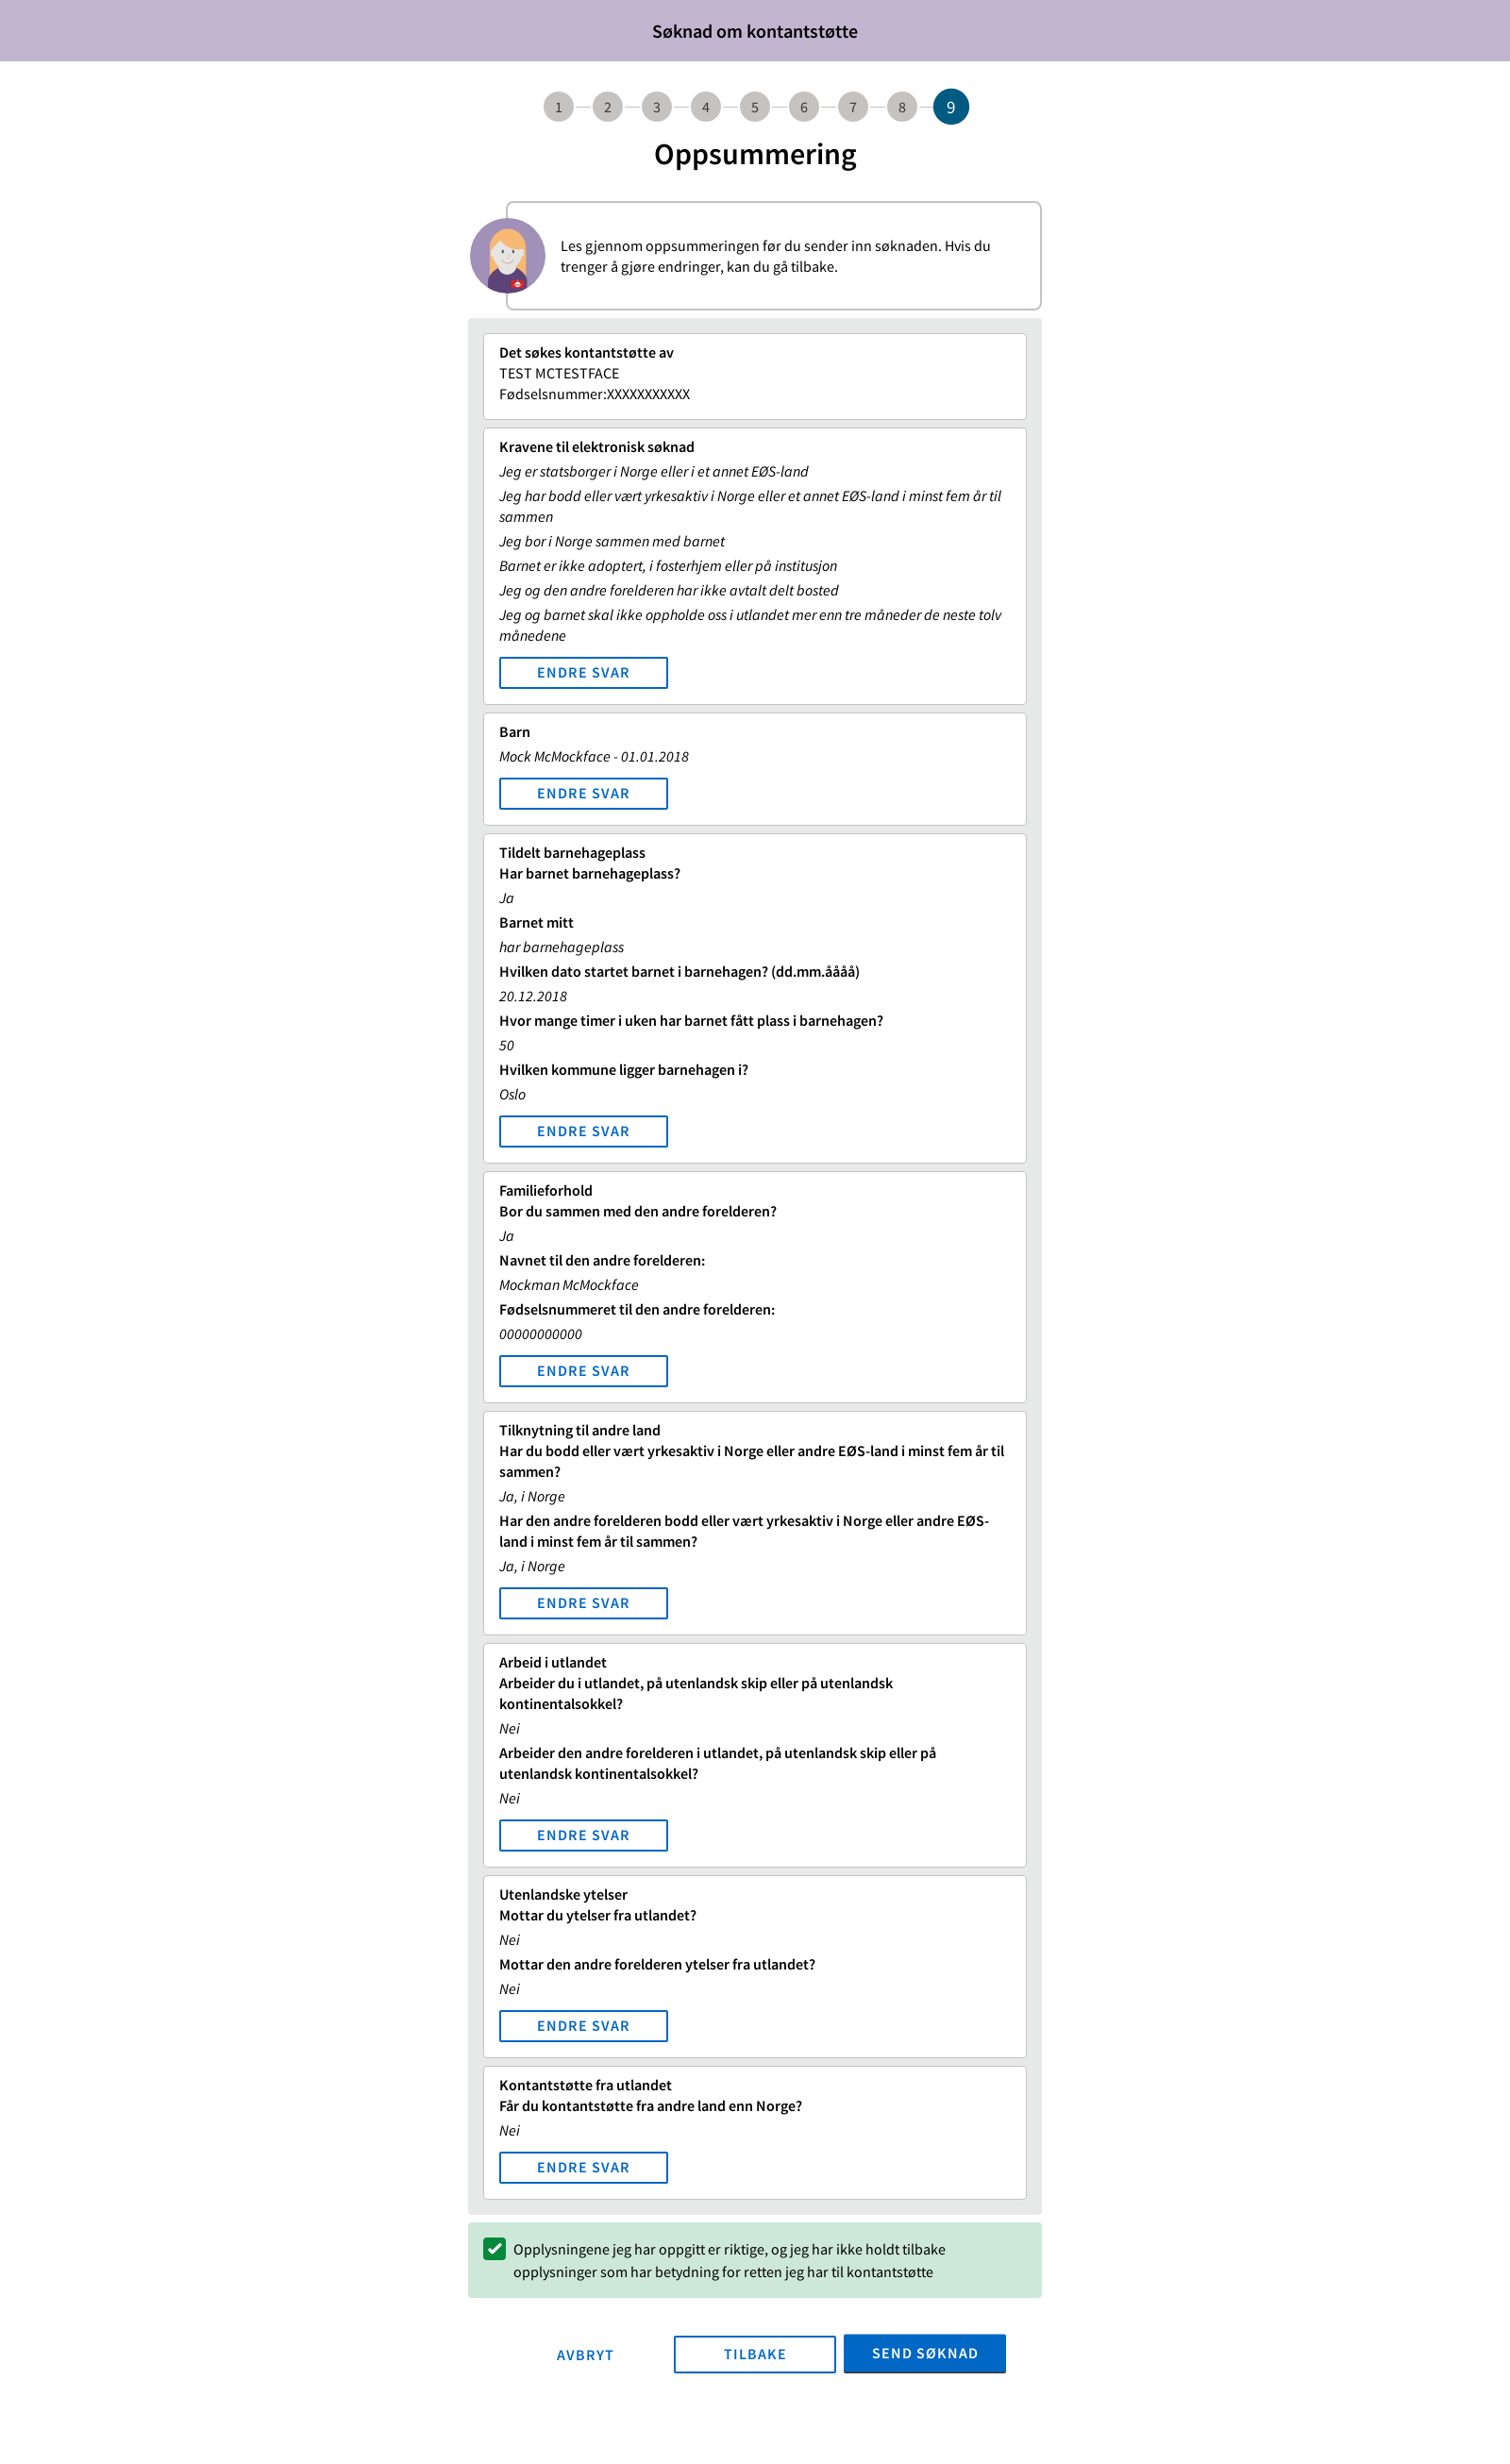 Søknad om kontantstøtte
1 2 3 4 5 6 7 8 9
Oppsummering
Les gjennom oppsummeringen før du sender inn søknaden. Hvis du
trenger å gjøre endringer, kan du gå tilbake.
Det søkes kontantstøtte av
TEST MCTESTFACE
Fødselsnummer:XXXXXXXXXXX
Kravene til elektronisk søknad
Jeg er statsborger i Norge eller i et annet EØS-land
Jeg har bodd eller vært yrkesaktiv i Norge eller et annet EØS-land i minst fem år til
sammen
Jeg bor i Norge sammen med barnet
Barnet er ikke adoptert, i fosterhjem eller på institusjon
Jeg og den andre forelderen har ikke avtalt delt bosted
Jeg og barnet skal ikke oppholde oss i utlandet mer enn tre måneder de neste tolv
månedene
ENDRE SVAR
Barn
Mock McMockface - 01.01.2018
ENDRE SVAR
Tildelt barnehageplass
Har barnet barnehageplass?
Ja
Barnet mitt
har barnehageplass
Hvilken dato startet barnet i barnehagen? (dd.mm.åååå)
20.12.2018
Hvor mange timer i uken har barnet fått plass i barnehagen?
50
Hvilken kommune ligger barnehagen i?
Oslo
ENDRE SVAR
Familieforhold
Bor du sammen med den andre forelderen?
Ja
Navnet til den andre forelderen:
Mockman McMockface
Fødselsnummeret til den andre forelderen:
00000000000
ENDRE SVAR
Tilknytning til andre land
Har du bodd eller vært yrkesaktiv i Norge eller andre EØS-land i minst fem år til
sammen?
Ja, i Norge
Har den andre forelderen bodd eller vært yrkesaktiv i Norge eller andre EØS-
land i minst fem år til sammen?
Ja, i Norge
ENDRE SVAR
Arbeid i utlandet
Arbeider du i utlandet, på utenlandsk skip eller på utenlandsk
kontinentalsokkel?
Nei
Arbeider den andre forelderen i utlandet, på utenlandsk skip eller på
utenlandsk kontinentalsokkel?
Nei
ENDRE SVAR
Utenlandske ytelser
Mottar du ytelser fra utlandet?
Nei
Mottar den andre forelderen ytelser fra utlandet?
Nei
ENDRE SVAR
Kontantstøtte fra utlandet
Får du kontantstøtte fra andre land enn Norge?
Nei
ENDRE SVAR
Opplysningene jeg har oppgitt er riktige, og jeg har ikke holdt tilbake
opplysninger som har betydning for retten jeg har til kontantstøtte
AVBRYT TILBAKE SEND SØKNAD